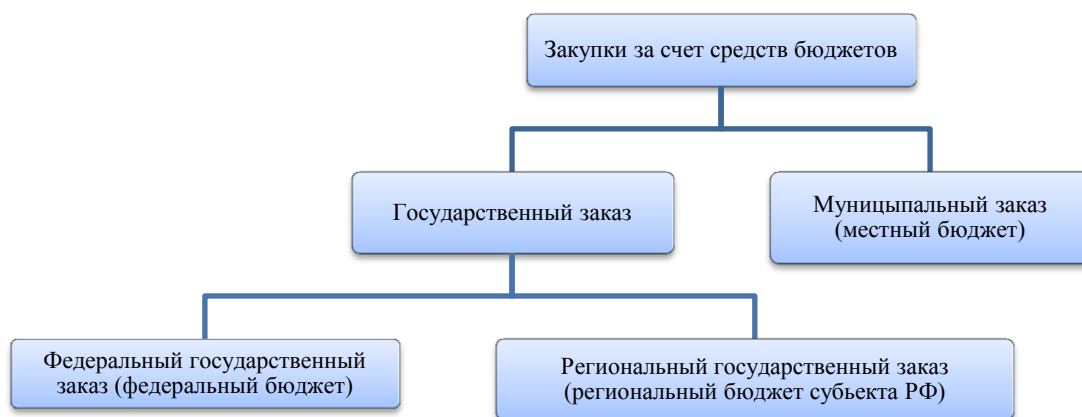 Закупки за счет средств бюджетов
Государственный заказ
Муницыпальный заказ
(местный бюджет)
Федеральный государственный
заказ (федеральный бюджет)
Региональный государственный заказ
(региональный бюджет субъекта РФ)